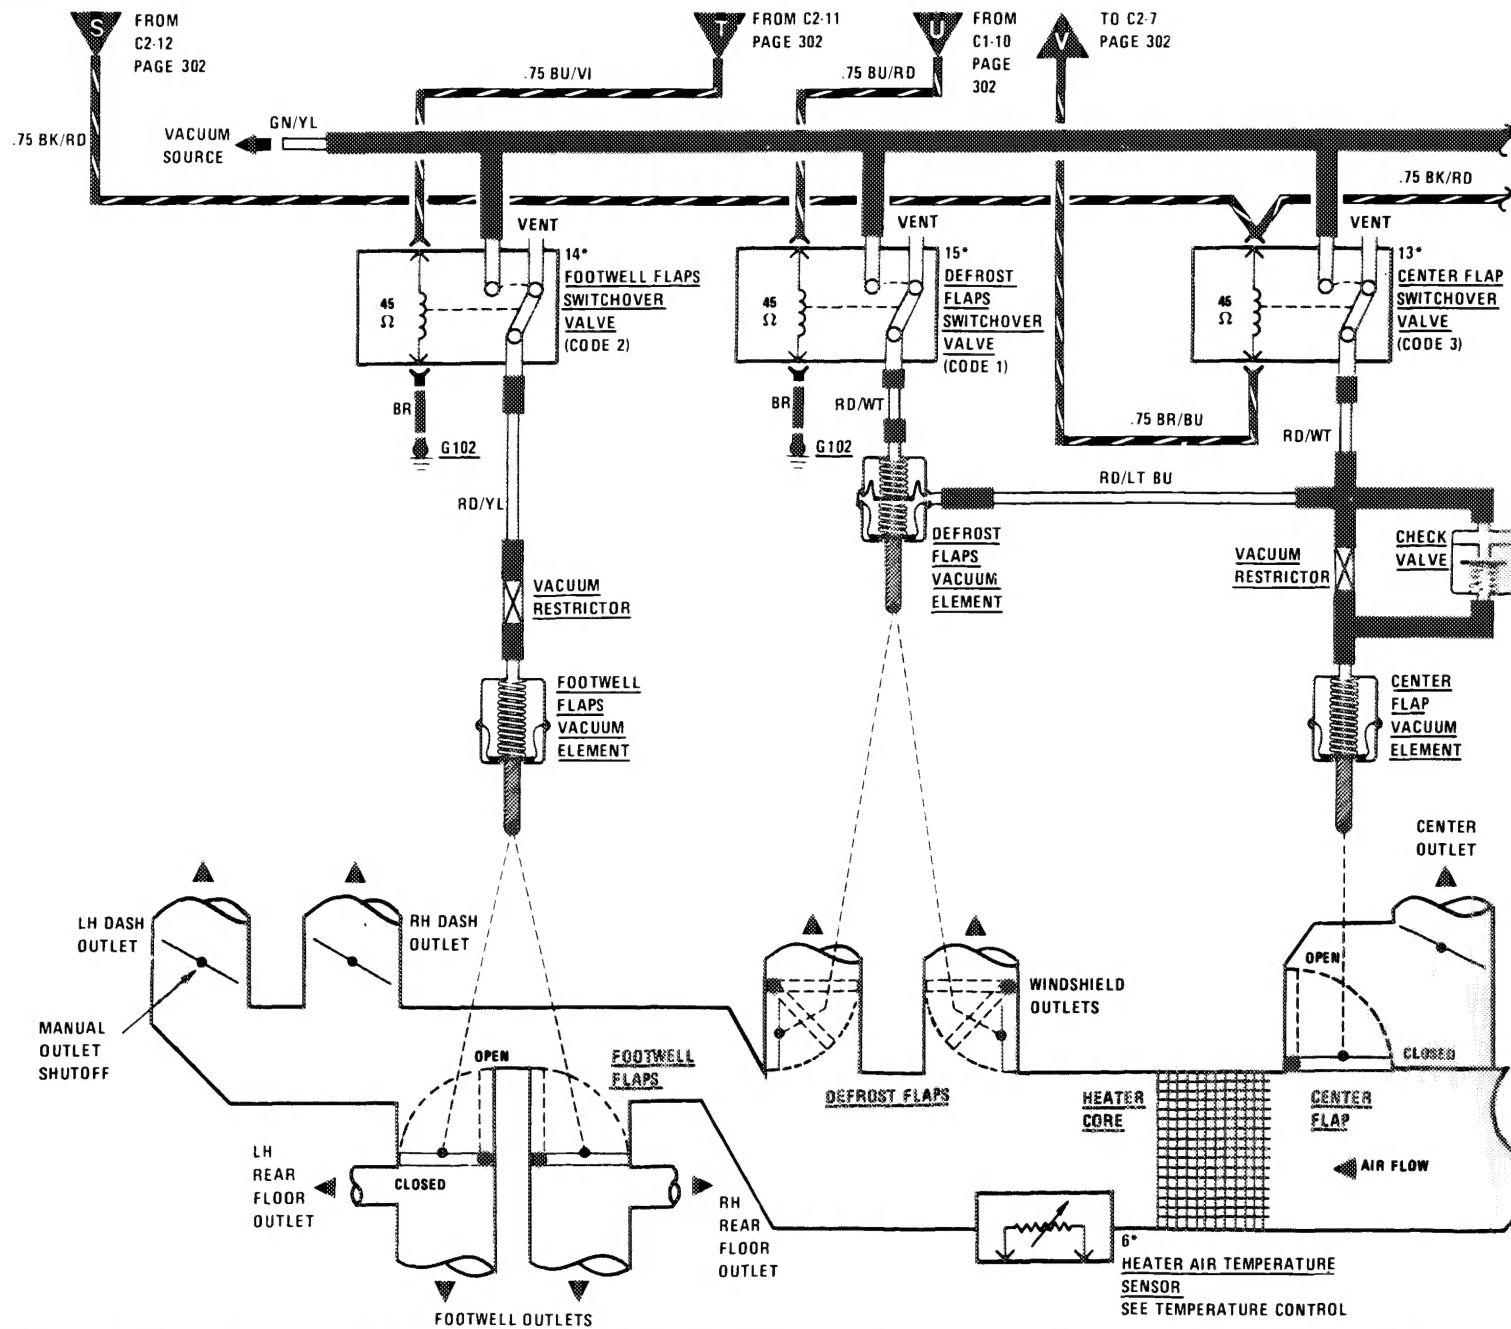 S
FROM
C2-12
PAGE 302
T
FROM C2-11
PAGE 302
U
FROM
C1-10
PAGE
302
V
TO C2-7
PAGE 302
.75 BU/VI
.75 BU/RD
.75 BK/RD
VACUUM
SOURCE
GN/YL
.75 BK/RD
VENT
VENT
VENT
14*
FOOTWELL FLAPS
SWITCHOVER
VALVE
(CODE 2)
45
Ω
15*
DEFROST
FLAPS
SWITCHOVER
VALVE
(CODE 1)
45
Ω
13*
CENTER FLAP
SWITCHOVER
VALVE
(CODE 3)
45
Ω
BR
G102
BR
G102
RD/WT
.75 BR/BU
RD/WT
RD/YL
RD/LT BU
DEFROST
FLAPS
VACUUM
ELEMENT
VACUUM
RESTRICTOR
CHECK
VALVE
VACUUM
RESTRICTOR
FOOTWELL
FLAPS
VACUUM
ELEMENT
CENTER
FLAP
VACUUM
ELEMENT
CENTER
OUTLET
LH DASH
OUTLET
RH DASH
OUTLET
OPEN
WINDSHIELD
OUTLETS
MANUAL
OUTLET
SHUTOFF
OPEN
FOOTWELL
FLAPS
CLOSED
DEFROST FLAPS
HEATER
CORE
CENTER
FLAP
LH
REAR
FLOOR
OUTLET
CLOSED
AIR FLOW
RH
REAR
FLOOR
OUTLET
6*
HEATER AIR TEMPERATURE
SENSOR
SEE TEMPERATURE CONTROL
FOOTWELL OUTLETS